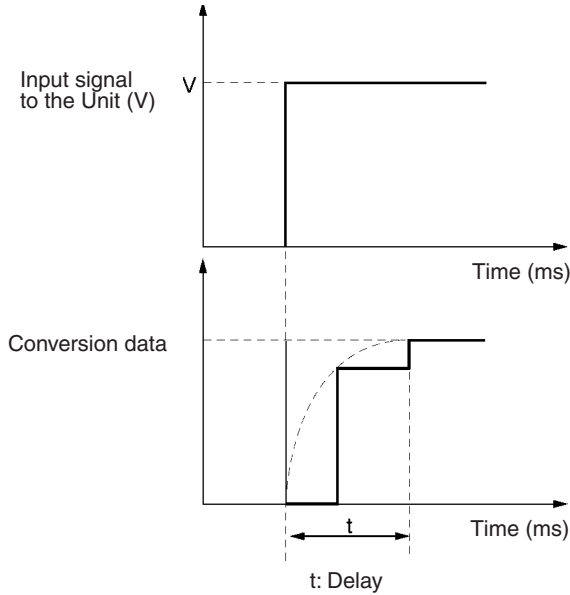 Input signal
to the Unit (V)
V
Time (ms)
Conversion data
t
Time (ms)
t: Delay